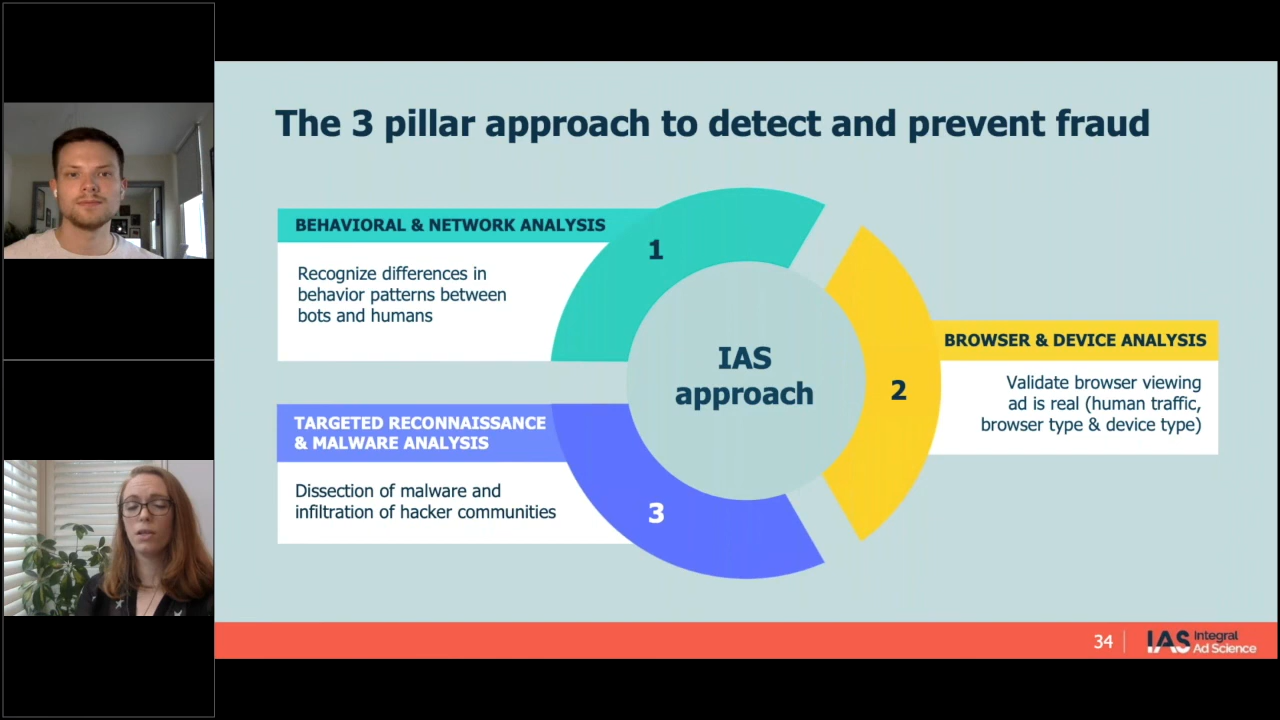 The 3 pillar approach to detect and prevent fraud
BEHAVIORAL & NETWORK ANALYSIS
1
Recognize differences in
behavior patterns between
bots and humans
IAS
approach
BROWSER & DEVICE ANALYSIS
2
Validate browser viewing
ad is real (human traffic,
browser type & device type)
TARGETED RECONNAISSANCE
& MALWARE ANALYSIS
3
Dissection of malware and
infiltration of hacker communities
34
IAS Integral
Ad Science